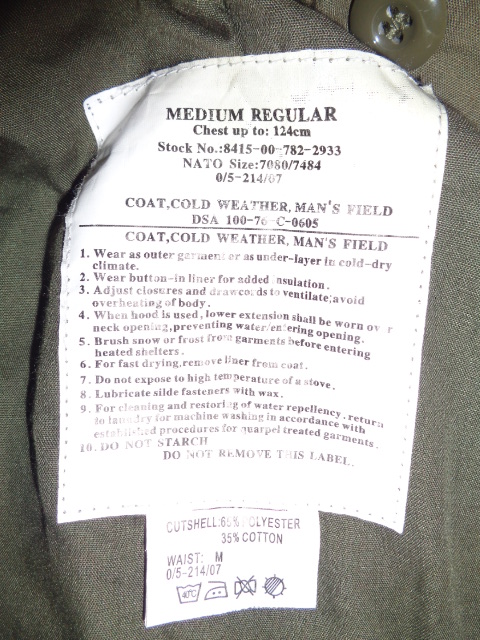 MEDIUM REGULAR
Chest up to: 124cm
Stock No.:8415-00-782-2933
NATO Size:7080/7484
0/5-214/07
COAT,COLD WEATHER, MAN'S FIELD
DSA 100-76-C-0605
COAT,COLD WEATHER, MAN'S FIELD
1. Wear as outer garment or as under-layer in cold-dry
climate.
2. Wear button-in liner for added insulation.
3. Adjust closures and drawcords to ventilate;avoid
overheating of body.
4. When hood is used, lower extension shall be worn over
neck opening,preventing water entering opening.
5. Brush snow or frost from garments before entering
heated shelters.
6. For fast drying,remove liner from coat.
7. Do not expose to high temperature of a stove.
8. Lubricate silde fasteners with wax.
9. For cleaning and restoring of water repellency, return
to laundry for machine washing in accordance with
established procedures for quarpel treated garments.
10. DO NOT STARCH
DO NOT REMOVE THIS LABEL.
CUTSHELL:65% POLYESTER
35% COTTON
WAIST: M
0/5-214/07
40°C